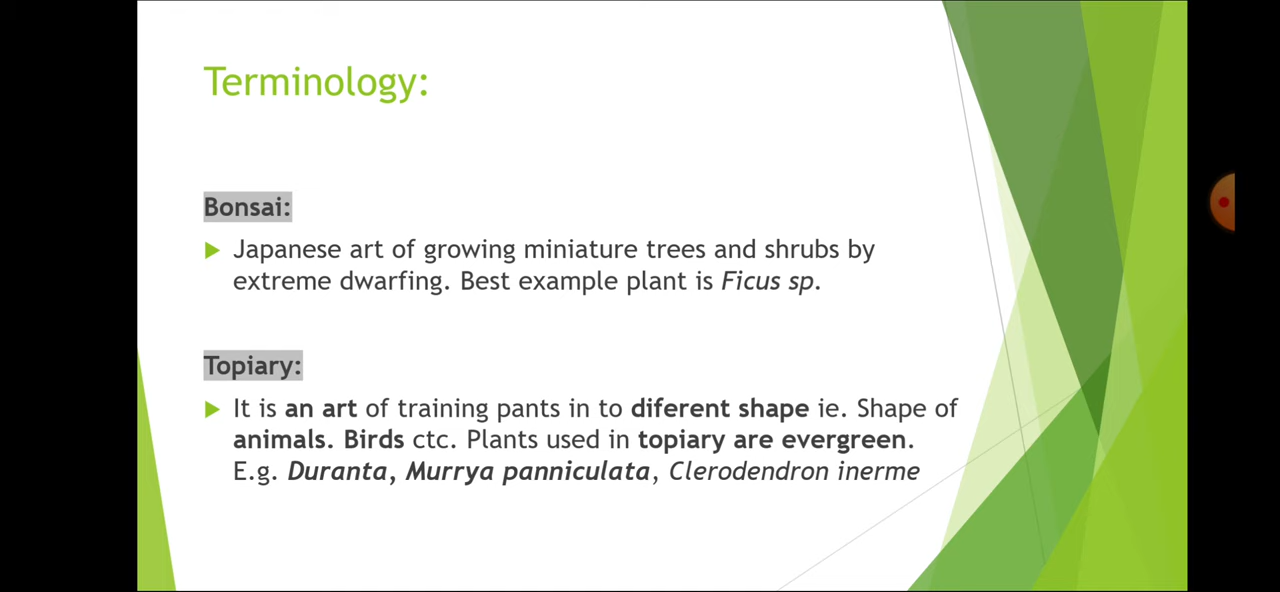 Terminology:
Bonsai:
Japanese art of growing miniature trees and shrubs by
extreme dwarfing. Best example plant is Ficus sp.
Topiary:
It is an art of training pants in to diferent shape ie. Shape of
animals. Birds ctc. Plants used in topiary are evergreen.
E.g. Duranta, Murrya panniculata, Clerodendron inerme